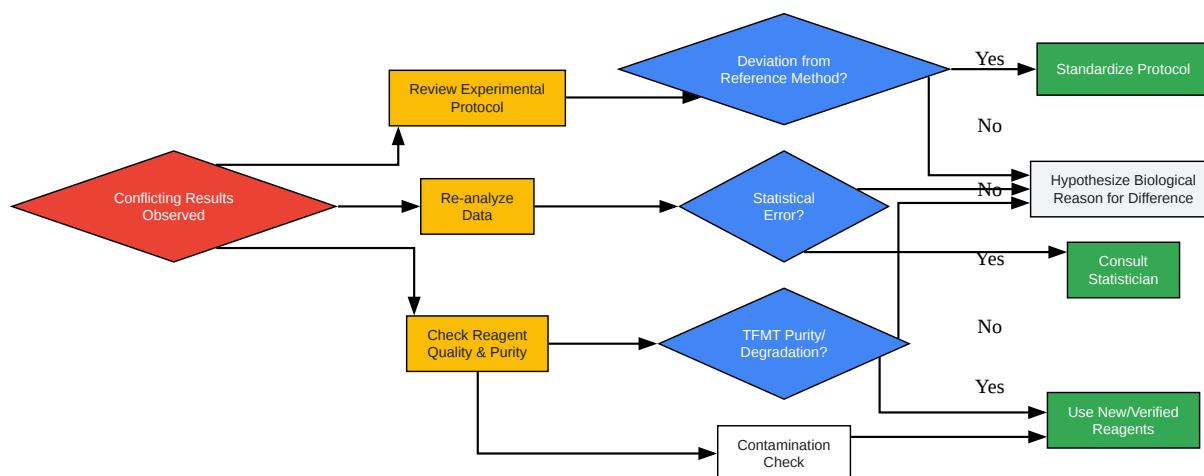 Deviation from
Reference Method?
Yes
Standardize Protocol
Review Experimental
Protocol
No
Conflicting Results
Observed
Re-analyze
Data
Statistical
Error?
No
Hypothesize Biological
Reason for Difference
Yes
Consult
Statistician
Check Reagent
Quality & Purity
TFMT Purity/
Degradation?
No
Yes
Use New/Verified
Reagents
Contamination
Check